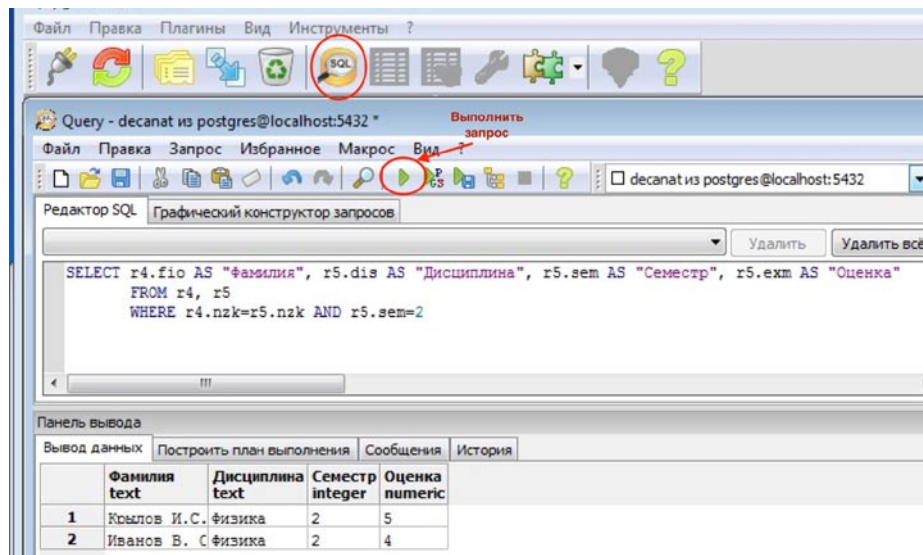 Файл Правка Плагины Вид Инструменты ?
SQL
Query - decanat из postgres@localhost:5432 *
Выполнить
запрос
Файл Правка Запрос Избранное Макрос Вид ?
decanat из postgres@localhost:5432
Редактор SQL Графический конструктор запросов
Удалить Удалить всё
SELECT r4.fio AS "Фамилия", r5.dis AS "Дисциплина", r5.sem AS "Семестр", r5.exm AS "Оценка"
FROM r4, r5
WHERE r4.nzk=r5.nzk AND r5.sem=2
Панель вывода
Вывод данных Построить план выполнения Сообщения История
Фамилия Дисциплина Семестр Оценка
text text integer numeric
1 Крылов И.С. физика 2 5
2 Иванов В. С физика 2 4